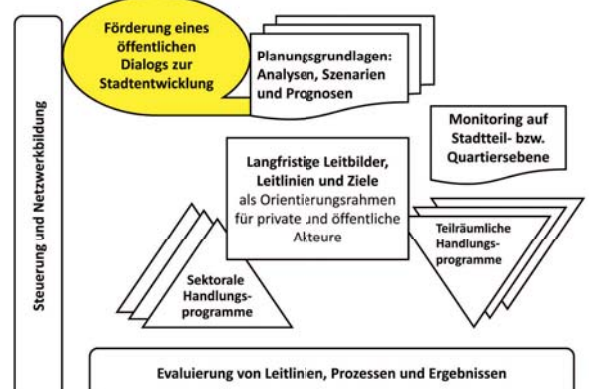 Förderung eines
öffentlichen
Dialogs zur
Stadtentwicklung
Planungsgrundlagen:
Analysen, Szenarien
und Prognosen
Monitoring auf
Stadtteil- bzw.
Quartiersebene
Steuerung und Netzwerkbildung
Langfristige Leitbilder,
Leitlinien und Ziele
als Orientierungsrahmen
für private und öffentliche
Akteure
Teilräumliche
Handlungs-
programme
Sektorale
Handlungs-
programme
Evaluierung von Leitlinien, Prozessen und Ergebnissen